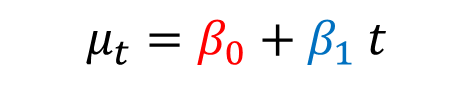 μₜ = β₀ + β₁ t